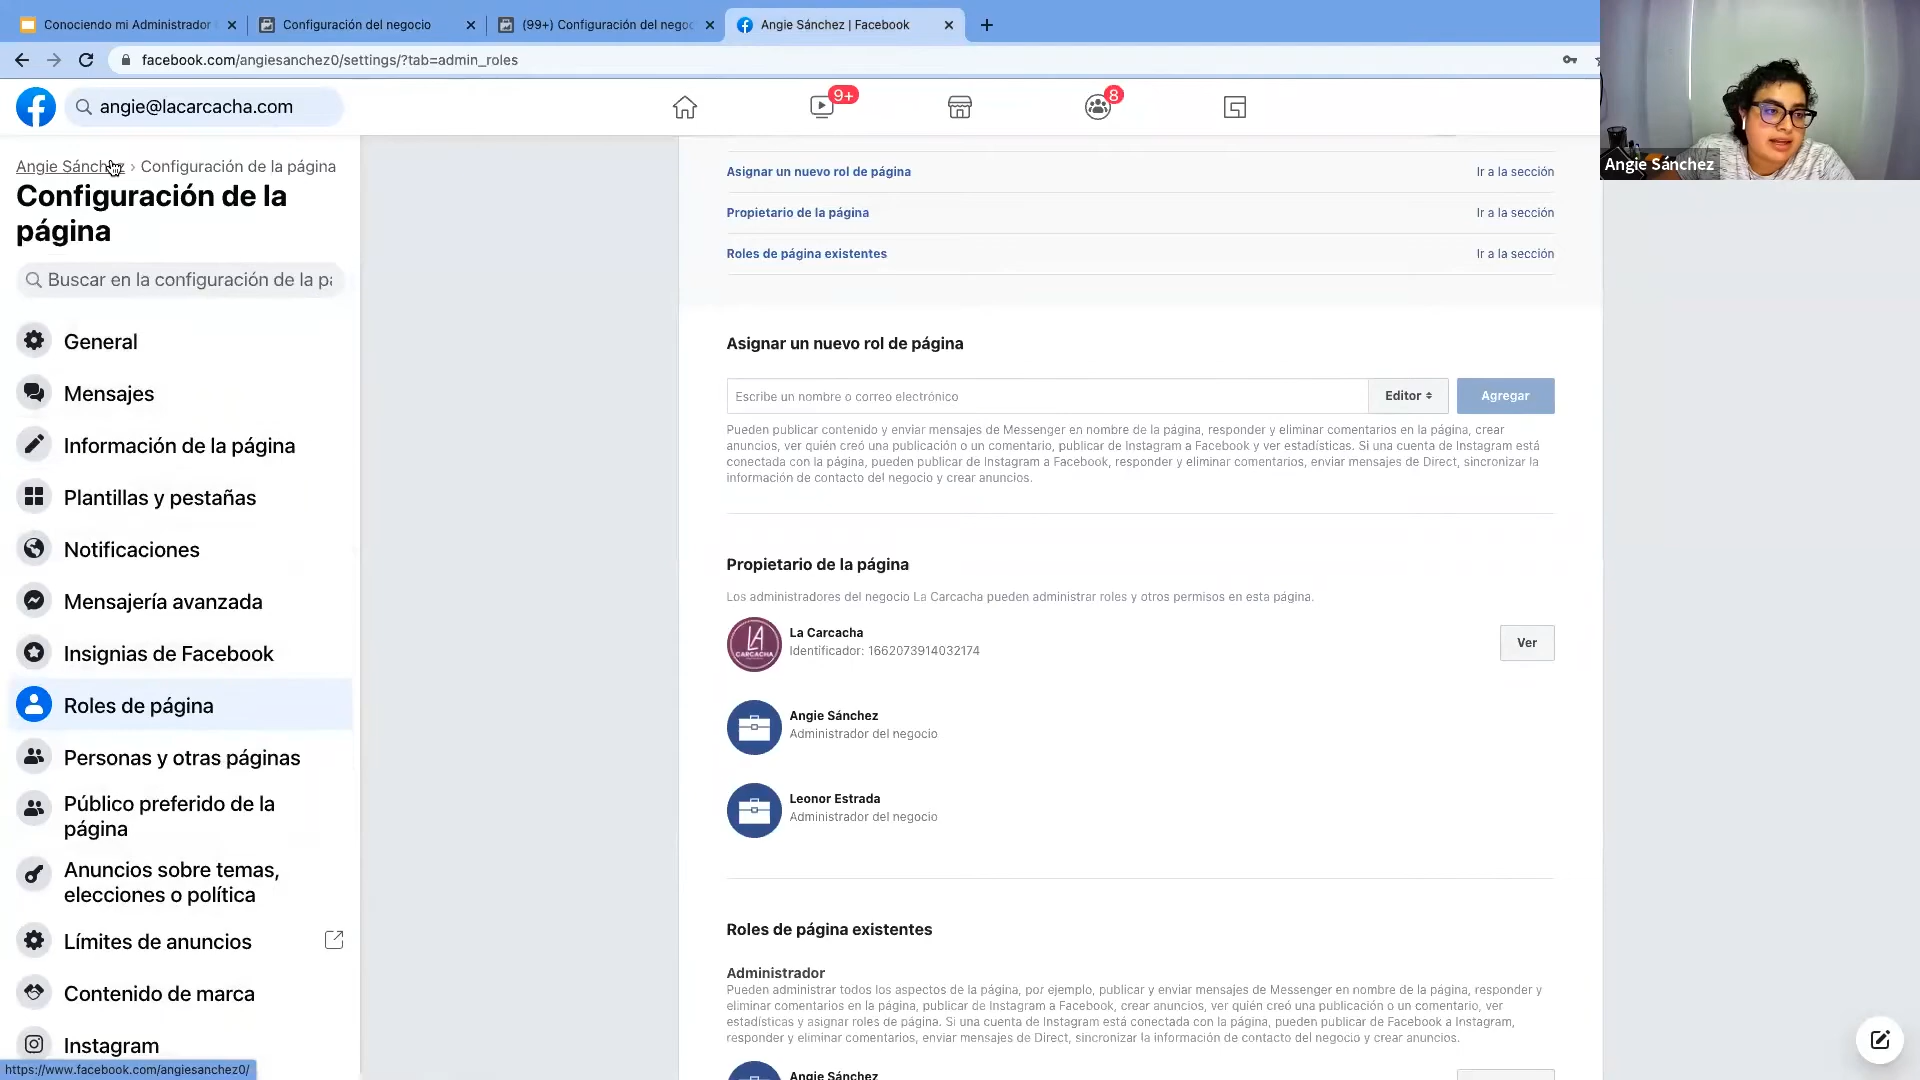 Conociendo mi Administrador
Configuración del negocio
(99+) Configuración del negoc
Angie Sánchez | Facebook
facebook.com/angiesanchez0/settings/?tab=admin_roles
angie@lacarcacha.com
9+
8
Angie Sánchez
Angie Sánchez › Configuración de la página
Configuración de la
página
Buscar en la configuración de la pá
General
Mensajes
Información de la página
Plantillas y pestañas
Notificaciones
Mensajería avanzada
Insignias de Facebook
Roles de página
Personas y otras páginas
Público preferido de la
página
Anuncios sobre temas,
elecciones o política
Límites de anuncios
Contenido de marca
Instagram
https://www.facebook.com/angiesanchez0/
Asignar un nuevo rol de página
Ir a la sección
Propietario de la página
Ir a la sección
Roles de página existentes
Ir a la sección
Asignar un nuevo rol de página
Escribe un nombre o correo electrónico
Editor
Agregar
Pueden publicar contenido y enviar mensajes de Messenger en nombre de la página, responder y eliminar comentarios en la página, crear
anuncios, ver quién creó una publicación o un comentario, publicar de Instagram a Facebook y ver estadísticas. Si una cuenta de Instagram está
conectada con la página, pueden publicar de Instagram a Facebook, responder y eliminar comentarios, enviar mensajes de Direct, sincronizar la
información de contacto del negocio y crear anuncios.
Propietario de la página
Los administradores del negocio La Carcacha pueden administrar roles y otros permisos en esta página.
LA
CARCACHA
La Carcacha
Identificador: 1662073914032174
Ver
Angie Sánchez
Administrador del negocio
Leonor Estrada
Administrador del negocio
Roles de página existentes
Administrador
Pueden administrar todos los aspectos de la página, por ejemplo, publicar y enviar mensajes de Messenger en nombre de la página, responder y
eliminar comentarios en la página, publicar de Instagram a Facebook, crear anuncios, ver quién creó una publicación o un comentario, ver
estadísticas y asignar roles de página. Si una cuenta de Instagram está conectada con la página, pueden publicar de Facebook a Instagram,
responder y eliminar comentarios, enviar mensajes de Direct, sincronizar la información de contacto del negocio y crear anuncios.
Angie Sánchez